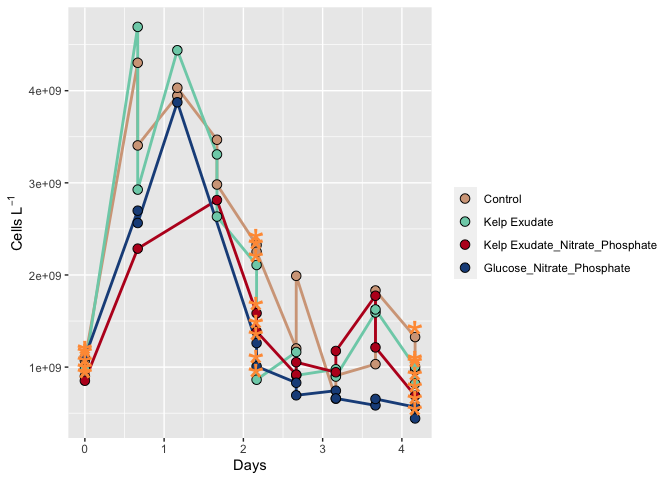 4e+09
3e+09
2e+09
1e+09
Cells L⁻¹
0 1 2 3 4
Days
Control
Kelp Exudate
Kelp Exudate_Nitrate_Phosphate
Glucose_Nitrate_Phosphate